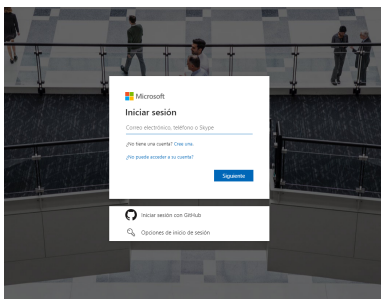 Microsoft
Iniciar sesión
Correo electrónico, teléfono o Skype
¿No tiene una cuenta? Cree una.
¿No puede acceder a su cuenta?
Siguiente
Iniciar sesión con GitHub
Opciones de inicio de sesión